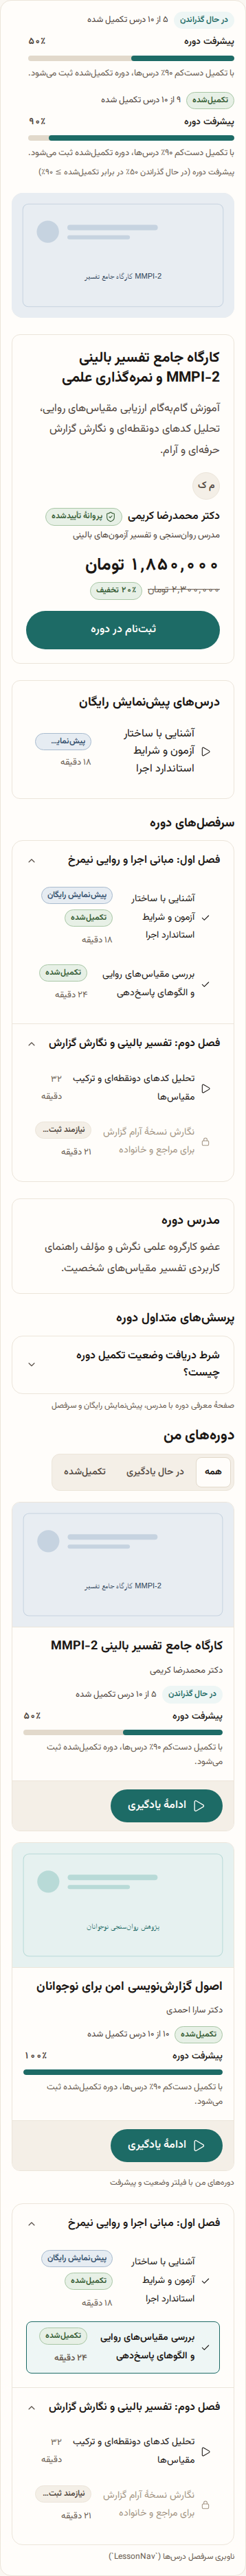 در حال گذراندن ۵ از ۱۰ درس تکمیل شده
پیشرفت دوره ۵۰٪
با تکمیل دست‌کم ۹۰٪ درس‌ها، دوره تکمیل‌شده ثبت می‌شود.
تکمیل‌شده ۹ از ۱۰ درس تکمیل شده
پیشرفت دوره ۹۰٪
با تکمیل دست‌کم ۹۰٪ درس‌ها، دوره تکمیل‌شده ثبت می‌شود.
پیشرفت دوره (در حال گذراندن ۵۰٪ در برابر تکمیل‌شده ≥ ۹۰٪)
کارگاه جامع تفسیر MMPI-2
کارگاه جامع تفسیر بالینی
MMPI-2 و نمره‌گذاری علمی
آموزش گام‌به‌گام ارزیابی مقیاس‌های روایی،
تحلیل کدهای دونقطه‌ای و نگارش گزارش
حرفه‌ای و آرام.
م ک
دکتر محمدرضا کریمی پروانهٔ تأییدشده
مدرس روان‌سنجی و تفسیر آزمون‌های بالینی
۱,۸۵۰,۰۰۰ تومان
۲,۳۰۰,۰۰۰ تومان ۲۰٪ تخفیف
ثبت‌نام در دوره
درس‌های پیش‌نمایش رایگان
آشنایی با ساختار
آزمون و شرایط
استاندارد اجرا
پیش‌نمای...
۱۸ دقیقه
سرفصل‌های دوره
فصل اول: مبانی اجرا و روایی نیمرخ
آشنایی با ساختار
آزمون و شرایط
استاندارد اجرا
پیش‌نمایش رایگان
تکمیل‌شده
۱۸ دقیقه
بررسی مقیاس‌های روایی
و الگوهای پاسخ‌دهی
تکمیل‌شده
۲۴ دقیقه
فصل دوم: تفسیر بالینی و نگارش گزارش
تحلیل کدهای دونقطه‌ای و ترکیب
مقیاس‌ها
۳۲
دقیقه
نگارش نسخهٔ آرام گزارش
برای مراجع و خانواده
نیازمند ثبت...
۲۱ دقیقه
مدرس دوره
عضو کارگروه علمی نگرش و مؤلف راهنمای
کاربردی تفسیر مقیاس‌های شخصیت.
پرسش‌های متداول دوره
شرط دریافت وضعیت تکمیل دوره
چیست؟
صفحهٔ معرفی دوره با مدرس، پیش‌نمایش رایگان و سرفصل
دوره‌های من
همه در حال یادگیری تکمیل‌شده
کارگاه جامع تفسیر MMPI-2
کارگاه جامع تفسیر بالینی MMPI-2
دکتر محمدرضا کریمی
در حال گذراندن ۵ از ۱۰ درس تکمیل شده
پیشرفت دوره ۵۰٪
با تکمیل دست‌کم ۹۰٪ درس‌ها، دوره تکمیل‌شده ثبت
می‌شود.
ادامهٔ یادگیری
پژوهش روان‌سنجی نوجوانان
اصول گزارش‌نویسی امن برای نوجوانان
دکتر سارا احمدی
تکمیل‌شده ۱۰ از ۱۰ درس تکمیل شده
پیشرفت دوره ۱۰۰٪
با تکمیل دست‌کم ۹۰٪ درس‌ها، دوره تکمیل‌شده ثبت
می‌شود.
ادامهٔ یادگیری
دوره‌های من با فیلتر وضعیت و پیشرفت
فصل اول: مبانی اجرا و روایی نیمرخ
آشنایی با ساختار
آزمون و شرایط
استاندارد اجرا
پیش‌نمایش رایگان
تکمیل‌شده
۱۸ دقیقه
بررسی مقیاس‌های روایی
و الگوهای پاسخ‌دهی
تکمیل‌شده
۲۴ دقیقه
فصل دوم: تفسیر بالینی و نگارش گزارش
تحلیل کدهای دونقطه‌ای و ترکیب
مقیاس‌ها
۳۲
دقیقه
نگارش نسخهٔ آرام گزارش
برای مراجع و خانواده
نیازمند ثبت...
۲۱ دقیقه
ناوبری سرفصل درس‌ها (`LessonNav`)